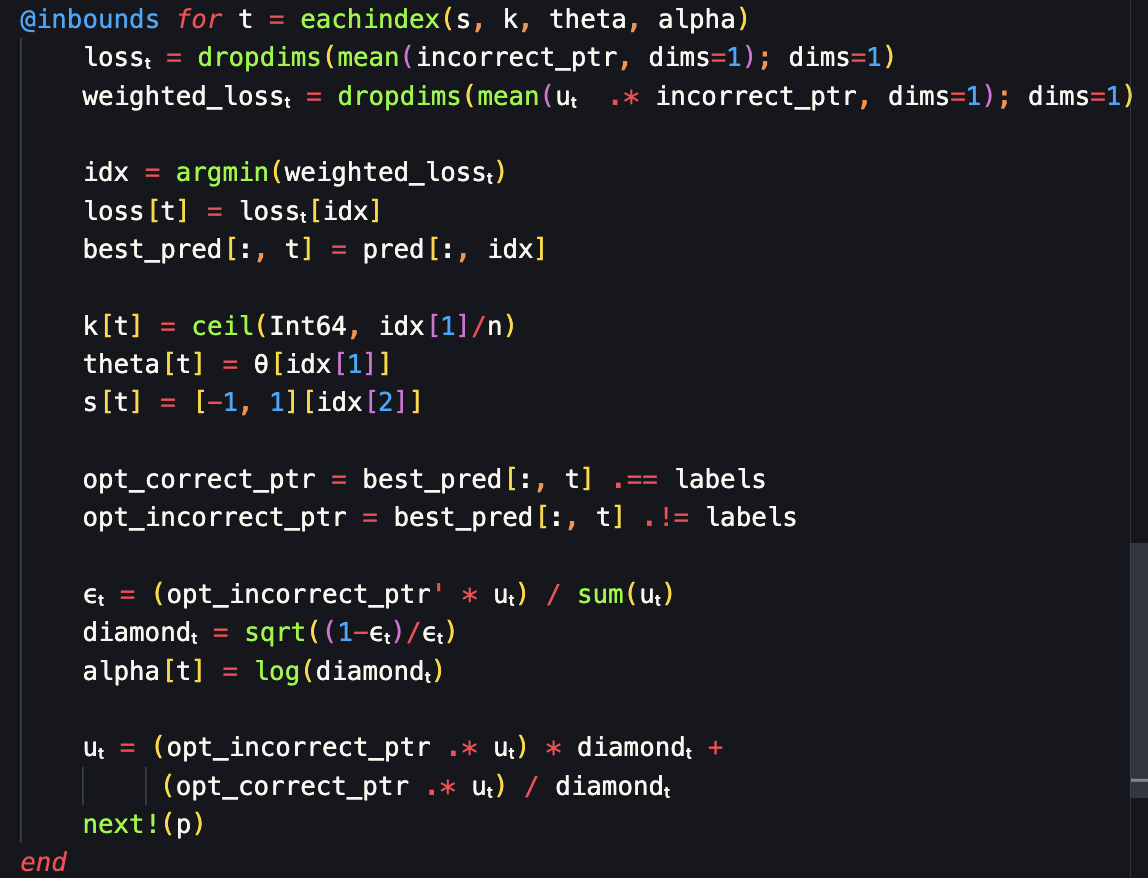 @inbounds for t = eachindex(s, k, theta, alpha)
    lossₜ = dropdims(mean(incorrect_ptr, dims=1); dims=1)
    weighted_lossₜ = dropdims(mean(uₜ  .* incorrect_ptr, dims=1); dims=1)

    idx = argmin(weighted_lossₜ)
    loss[t] = lossₜ[idx]
    best_pred[:, t] = pred[:, idx]

    k[t] = ceil(Int64, idx[1]/n)
    theta[t] = θ[idx[1]]
    s[t] = [-1, 1][idx[2]]

    opt_correct_ptr = best_pred[:, t] .== labels
    opt_incorrect_ptr = best_pred[:, t] .!= labels

    ϵₜ = (opt_incorrect_ptr' * uₜ) / sum(uₜ)
    diamondₜ = sqrt((1-ϵₜ)/ϵₜ)
    alpha[t] = log(diamondₜ)

    uₜ = (opt_incorrect_ptr .* uₜ) * diamondₜ +
         (opt_correct_ptr .* uₜ) / diamondₜ
    next!(p)
end